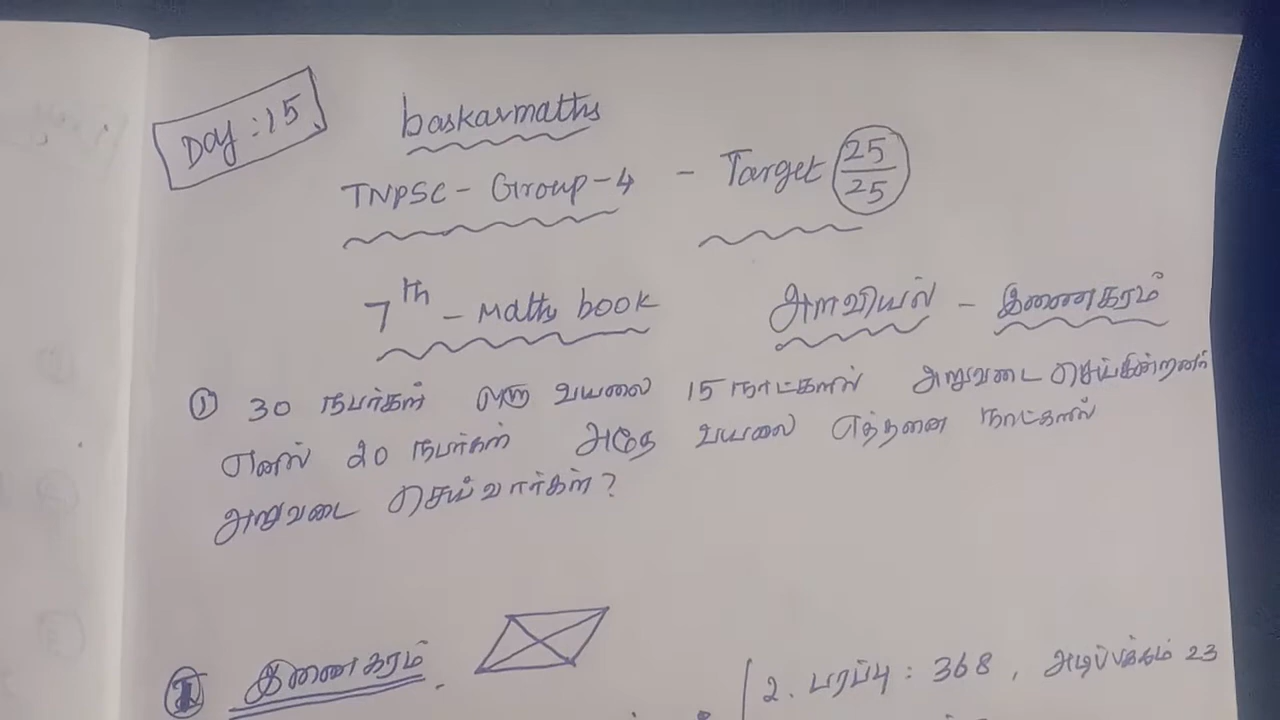 Day : 15
baskarmaths
TNPSC - Group - 4 - Target 25/25
7th - Math book அளவியல் - இணைகரம்
① 30 நபர்கள் ஒரு வயலை 15 நாட்களில் அறுவடை செய்கின்றனர்
எனில் 20 நபர்கள் அதே வயலை எத்தனை நாட்களில்
அறுவடை செய்வார்கள்?
I இணைகரம்
2. பரப்பு : 368 , அடிப்பக்கம் 23